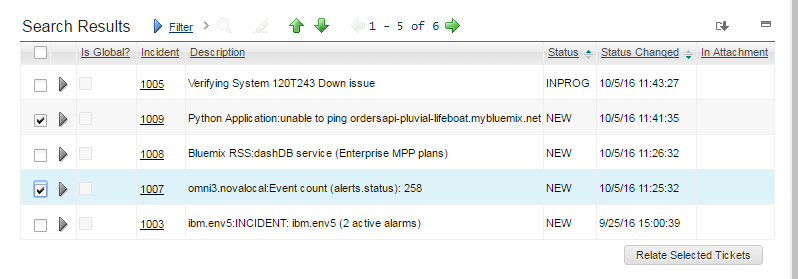 Search Results Filter 1 - 5 of 6
Is Global? Incident Description Status Status Changed In Attachment
1005 Verifying System 120T243 Down issue INPROG 10/5/16 11:43:27
1009 Python Application:unable to ping ordersapi-pluvial-lifeboat.mybluemix.net NEW 10/5/16 11:41:35
1008 Bluemix RSS:dashDB service (Enterprise MPP plans) NEW 10/5/16 11:26:32
1007 omni3.novalocal:Event count (alerts.status): 258 NEW 10/5/16 11:25:32
1003 ibm.env5:INCIDENT: ibm.env5 (2 active alarms) NEW 9/25/16 15:00:39
Relate Selected Tickets